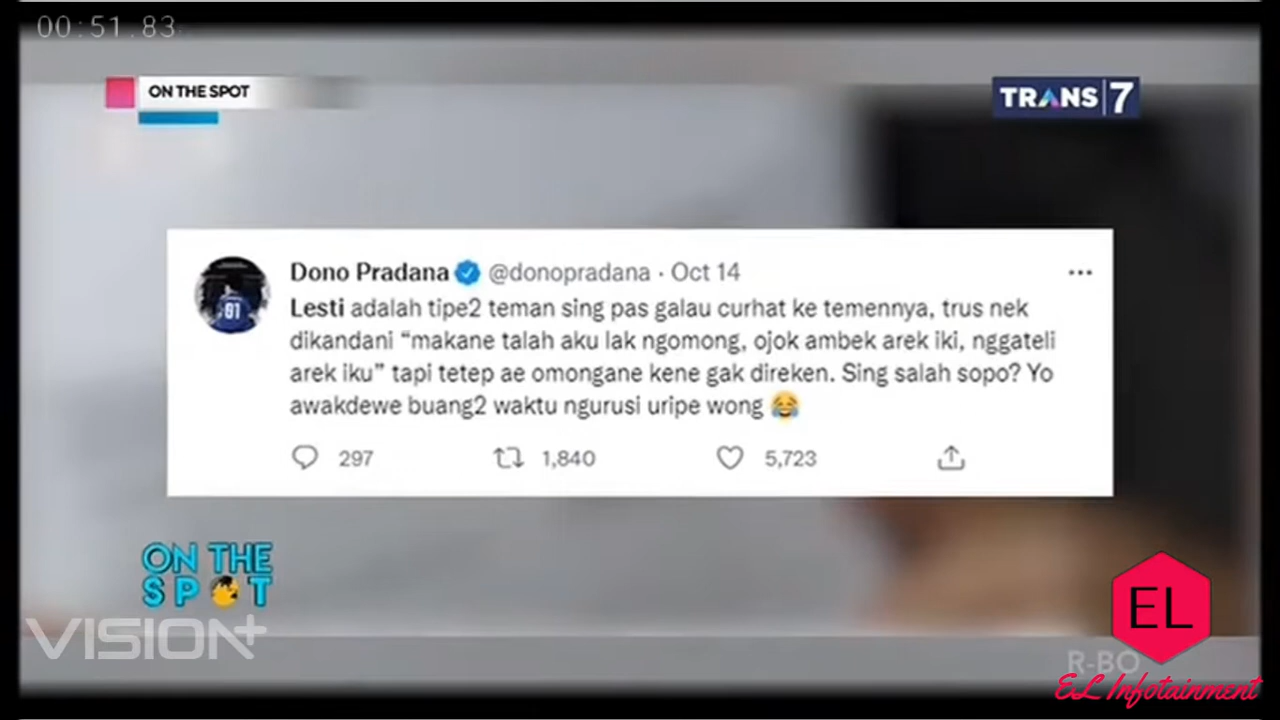 00:51.83
ON THE SPOT
TRANS|7
Dono Pradana @donopradana · Oct 14
Lesti adalah tipe2 teman sing pas galau curhat ke temennya, trus nek
dikandani “makane talah aku lak ngomong, ojok ambek arek iki, nggateli
arek iku” tapi tetep ae omongane kene gak direken. Sing salah sopo? Yo
awakdewe buang2 waktu ngurusi uripe wong 😂
297 1,840 5,723
ON THE
SPOT
VISION+
EL
R-BO
EL Infotainment